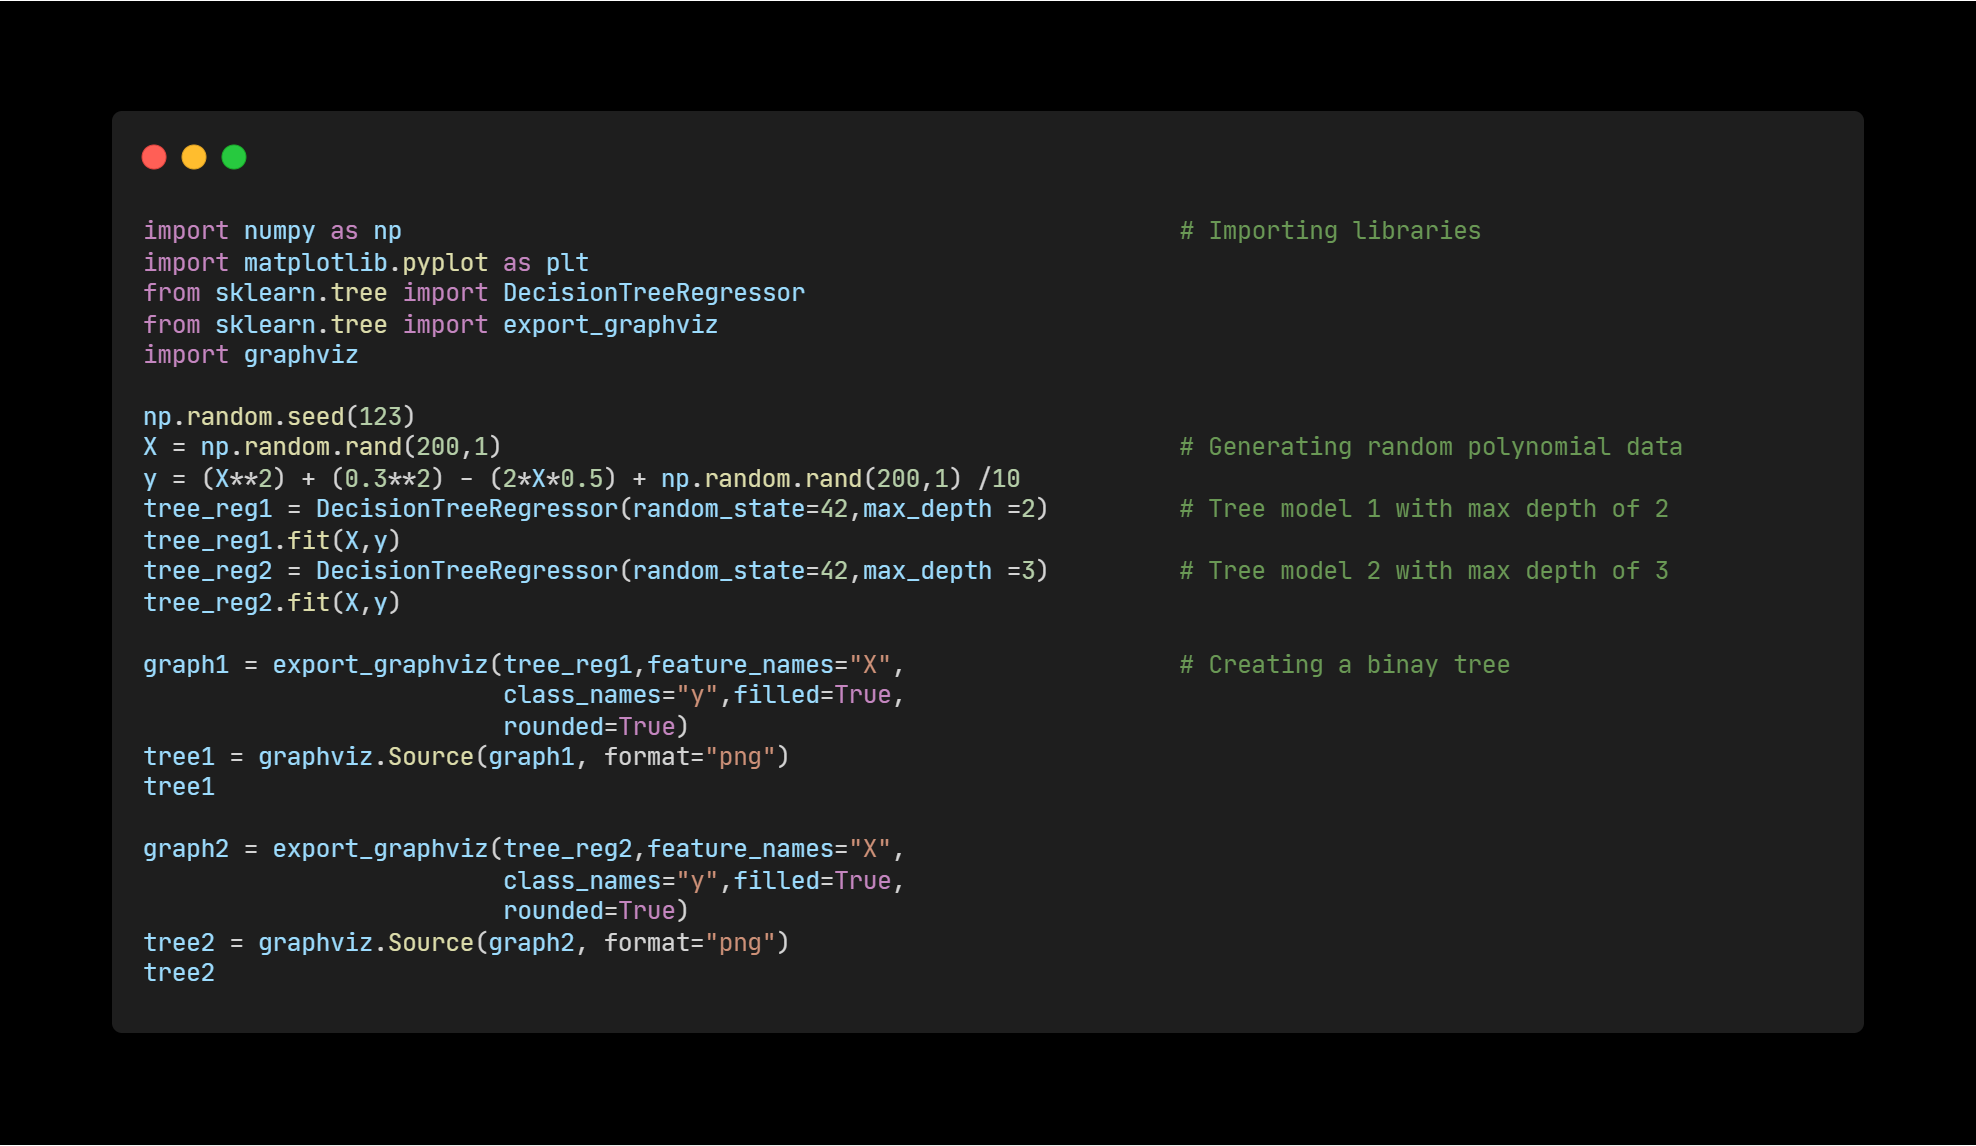 import numpy as np                                                      # Importing libraries
import matplotlib.pyplot as plt
from sklearn.tree import DecisionTreeRegressor
from sklearn.tree import export_graphviz
import graphviz

np.random.seed(123)
X = np.random.rand(200,1)                                               # Generating random polynomial data
y = (X**2) + (0.3**2) - (2*X*0.5) + np.random.rand(200,1) /10
tree_reg1 = DecisionTreeRegressor(random_state=42,max_depth =2)         # Tree model 1 with max depth of 2
tree_reg1.fit(X,y)
tree_reg2 = DecisionTreeRegressor(random_state=42,max_depth =3)         # Tree model 2 with max depth of 3
tree_reg2.fit(X,y)

graph1 = export_graphviz(tree_reg1,feature_names="X",                   # Creating a binay tree
                         class_names="y",filled=True,
                         rounded=True)
tree1 = graphviz.Source(graph1, format="png")
tree1

graph2 = export_graphviz(tree_reg2,feature_names="X",
                         class_names="y",filled=True,
                         rounded=True)
tree2 = graphviz.Source(graph2, format="png")
tree2